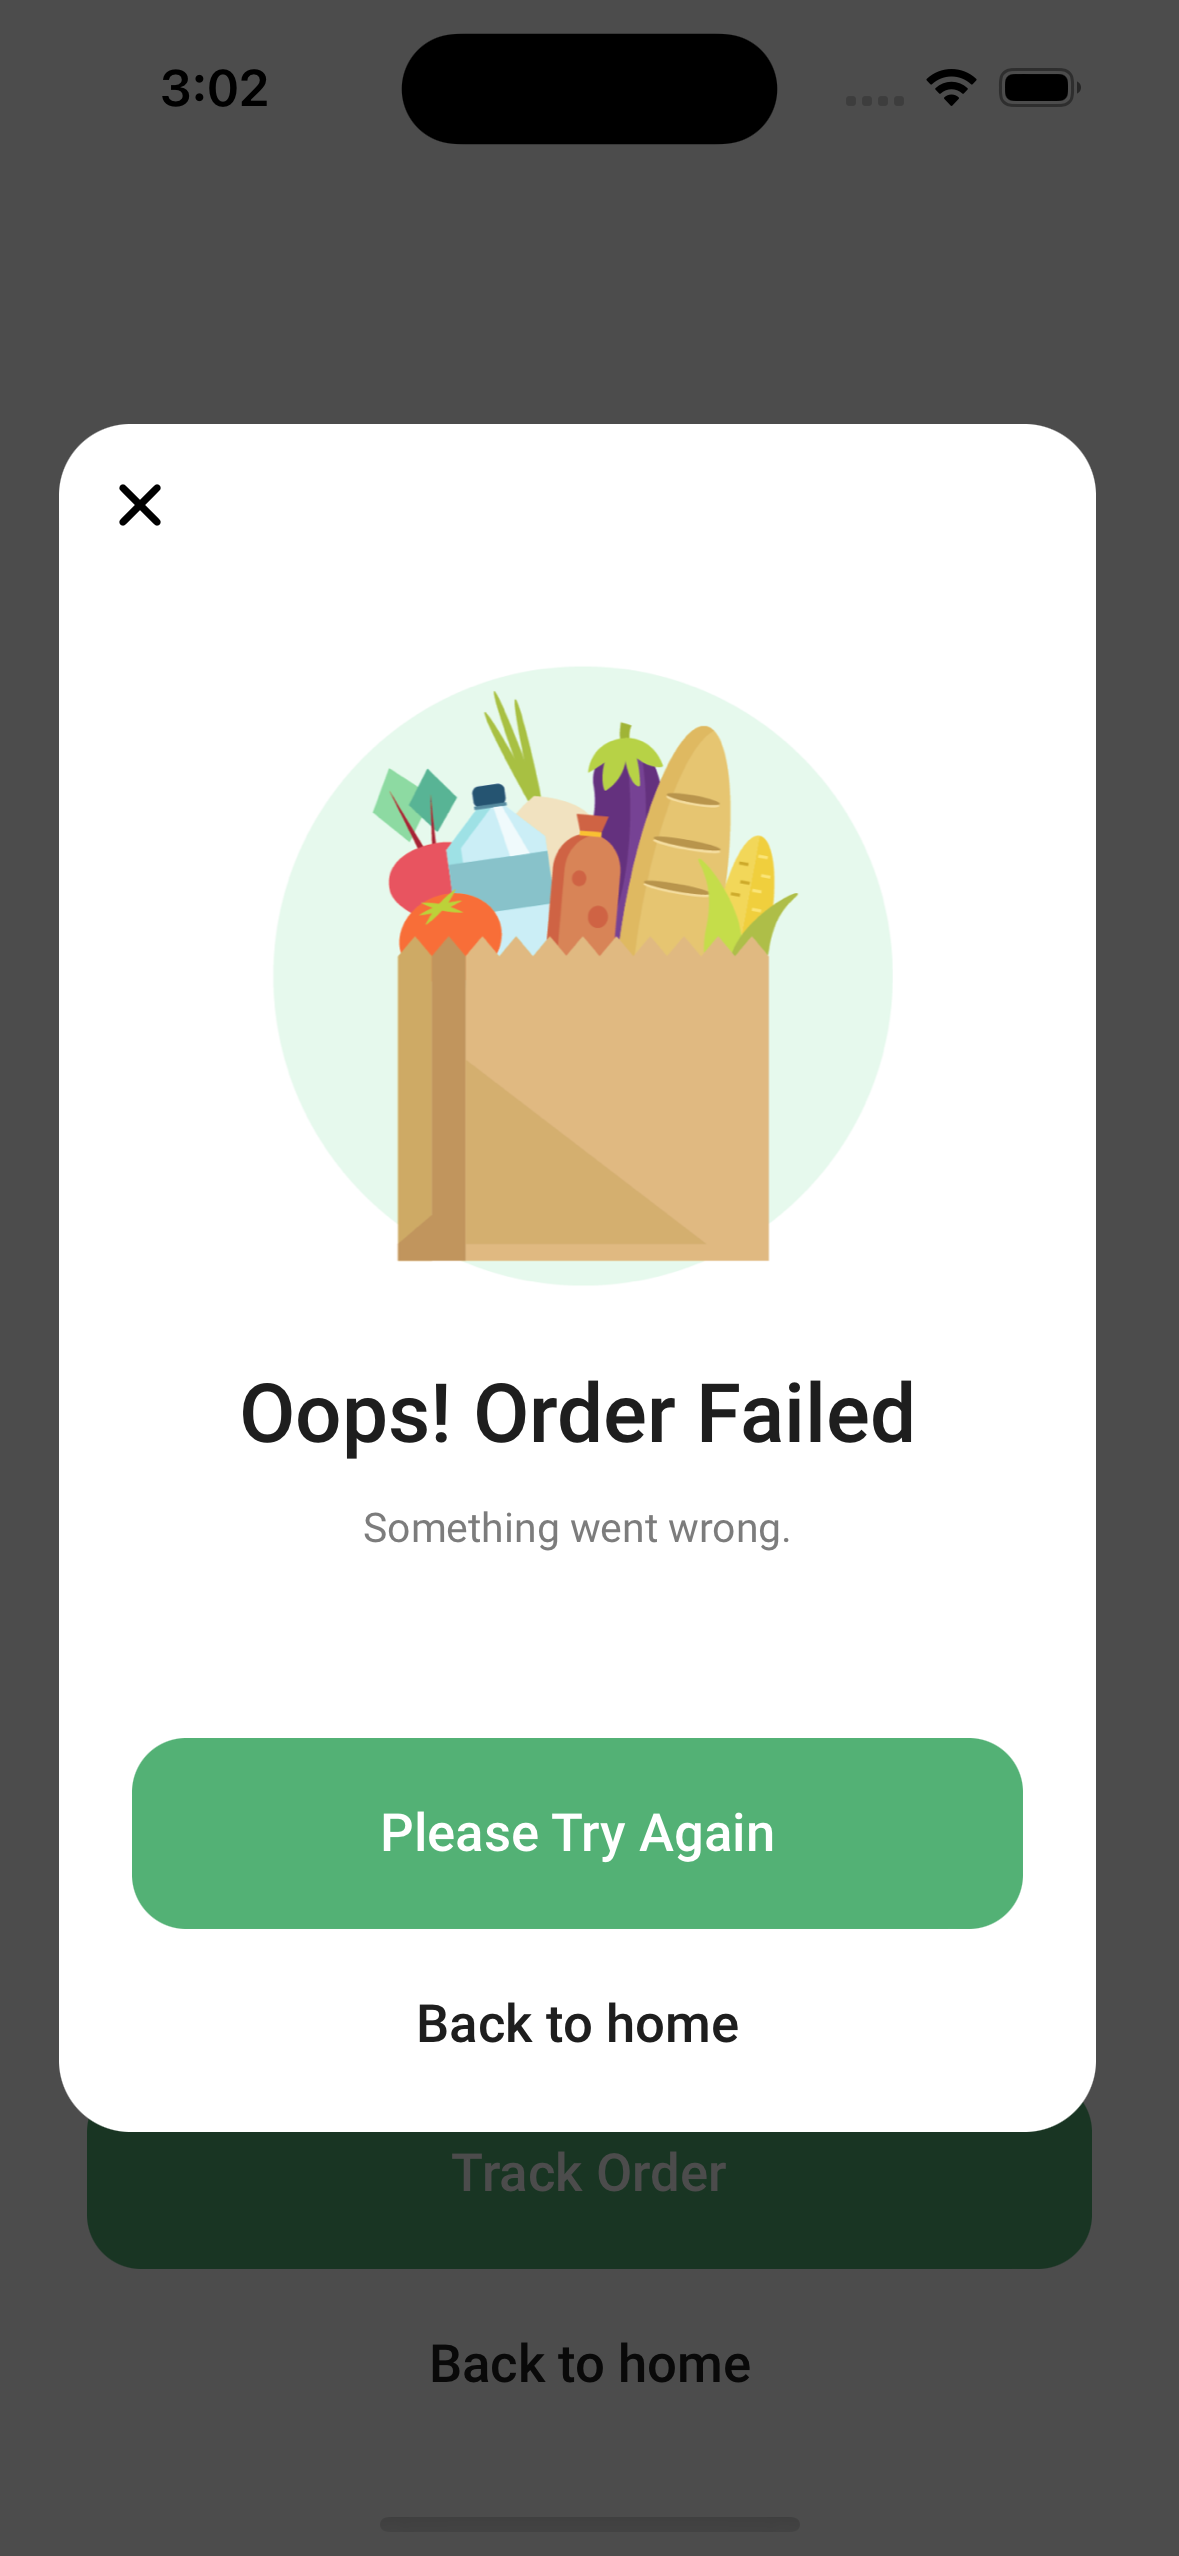 3:02
Oops! Order Failed
Something went wrong.
Please Try Again
Back to home
Track Order
Back to home